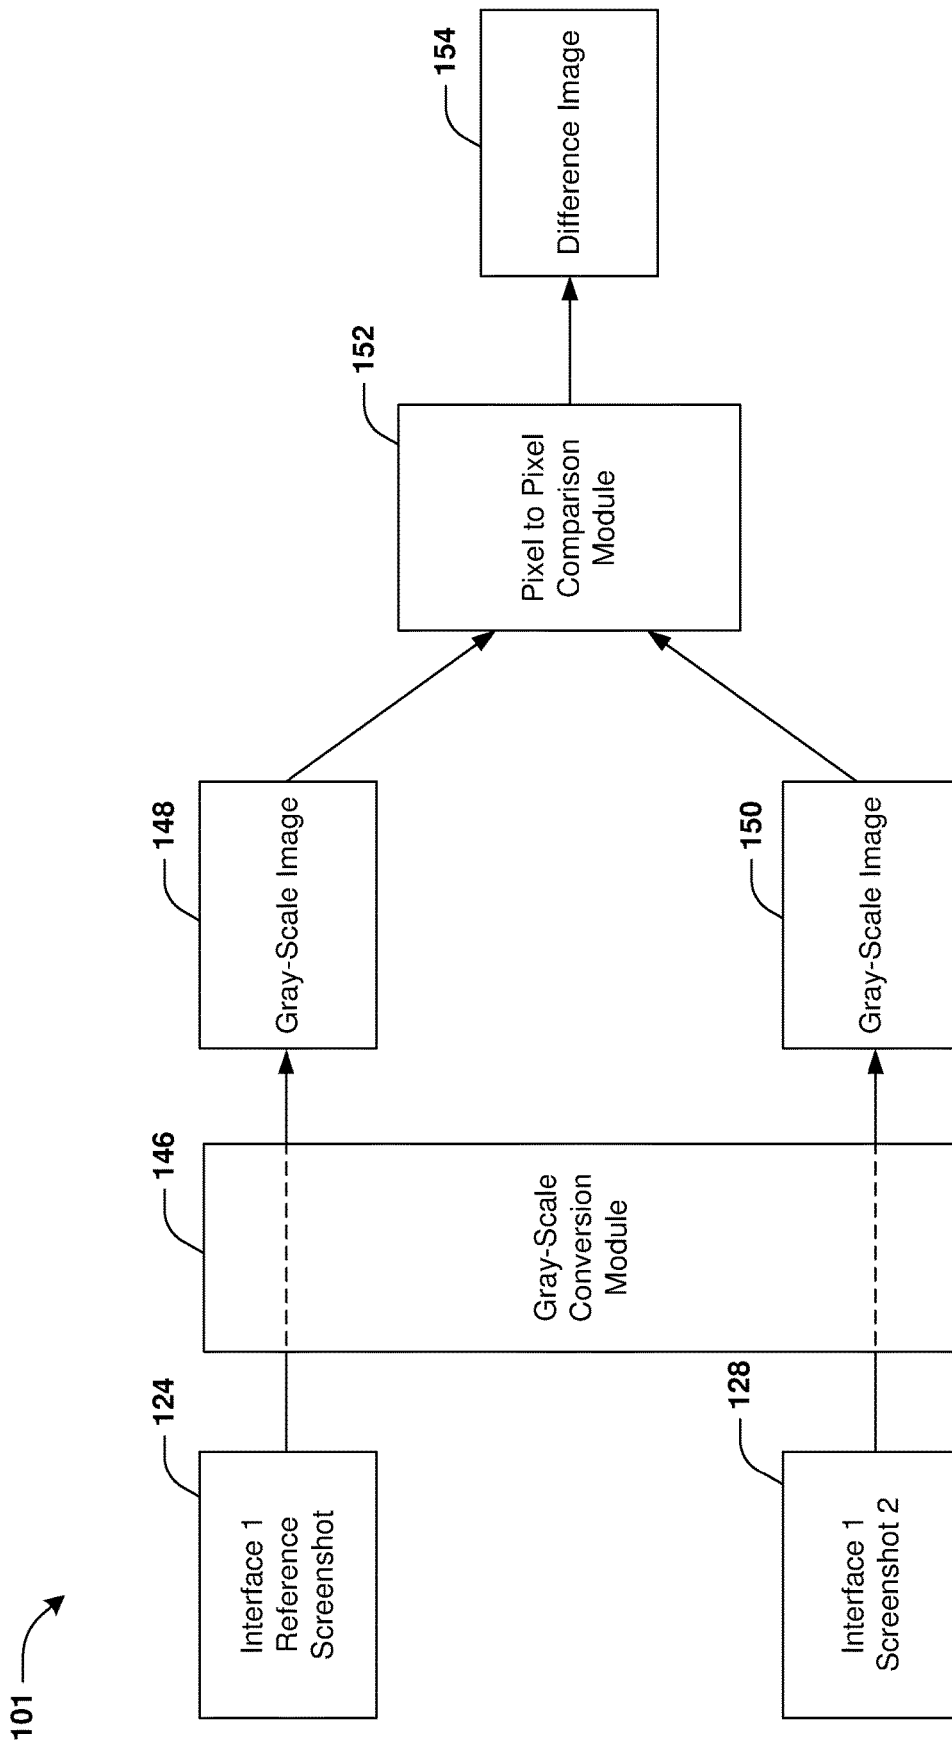 101
124
Interface 1
Reference
Screenshot
146
Gray-Scale
Conversion
Module
148
Gray-Scale Image
152
Pixel to Pixel
Comparison
Module
154
Difference Image
128
Interface 1
Screenshot 2
150
Gray-Scale Image